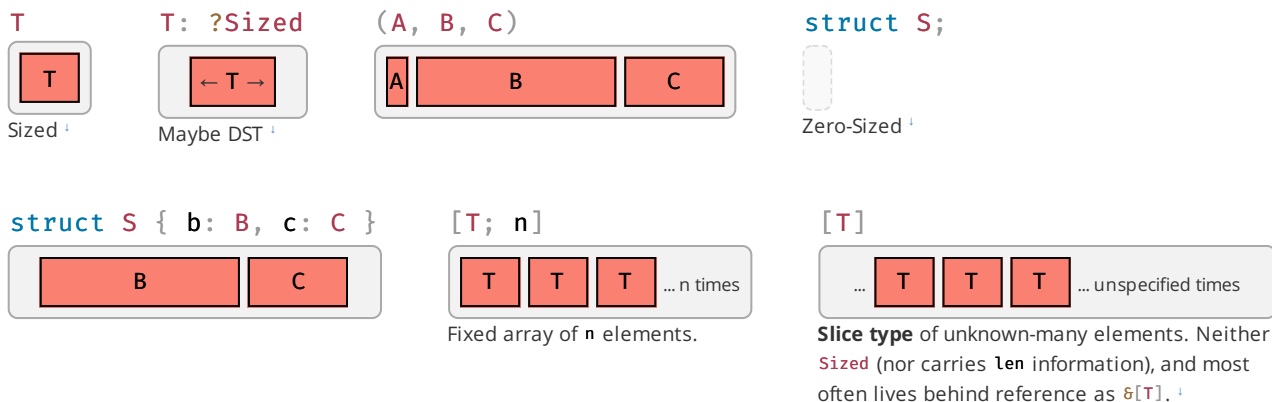 T
T: ?Sized
(A, B, C)
struct S;
T
← T →
A B C
Sized ↓
Maybe DST ↓
Zero-Sized ↓
struct S { b: B, c: C }
[T; n]
[T]
B C
T T T ... n times
... T T T ... unspecified times
Fixed array of n elements.
Slice type of unknown-many elements. Neither
Sized (nor carries len information), and most
often lives behind reference as &[T]. ↓